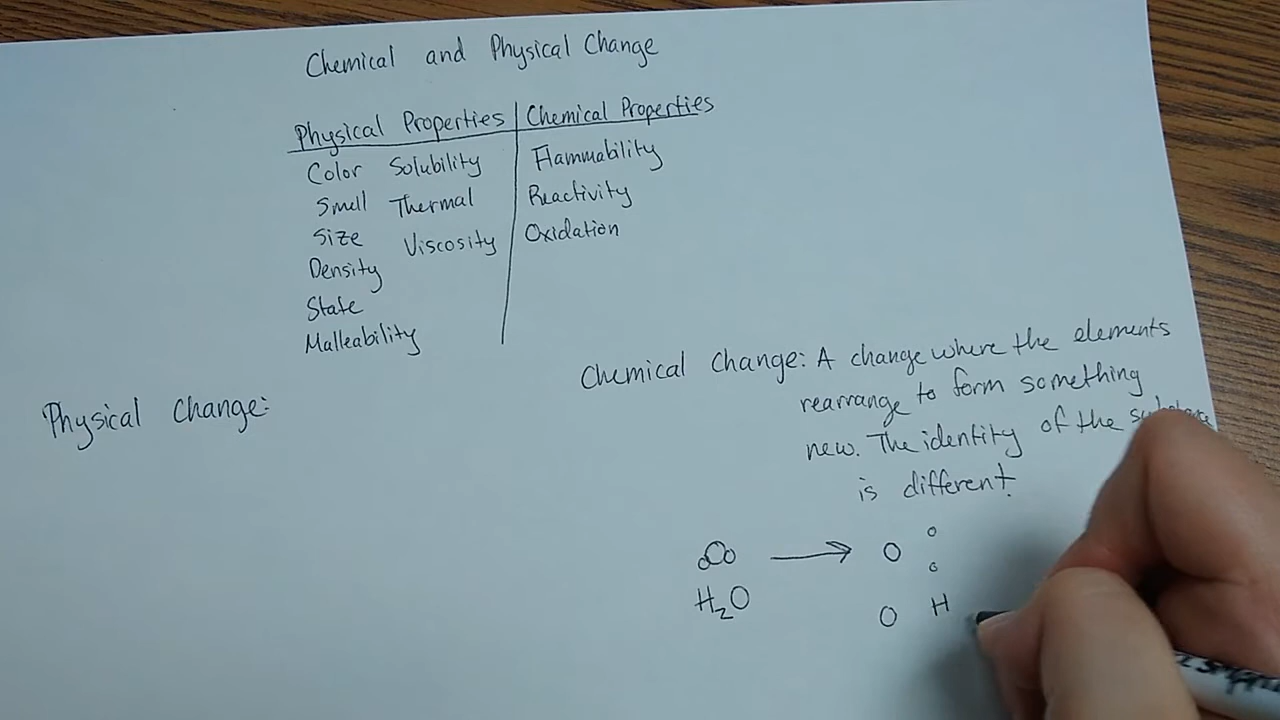 Chemical and Physical Change
Physical Properties | Chemical Properties
Color Solubility Flammability
Smell Thermal Reactivity
Size Viscosity Oxidation
Density
State
Malleability
Physical Change:
Chemical Change: A change where the elements
rearrange to form something
new. The identity of the
is different.
H₂O
O H